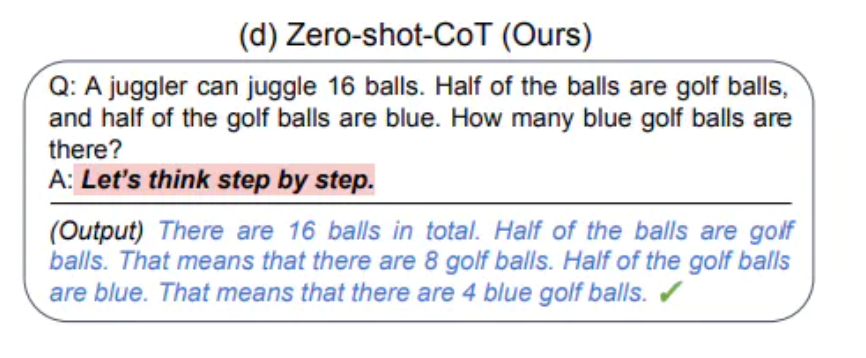 (d) Zero-shot-CoT (Ours)
Q: A juggler can juggle 16 balls. Half of the balls are golf balls,
and half of the golf balls are blue. How many blue golf balls are
there?
A: Let's think step by step.
(Output) There are 16 balls in total. Half of the balls are golf
balls. That means that there are 8 golf balls. Half of the golf balls
are blue. That means that there are 4 blue golf balls. ✓